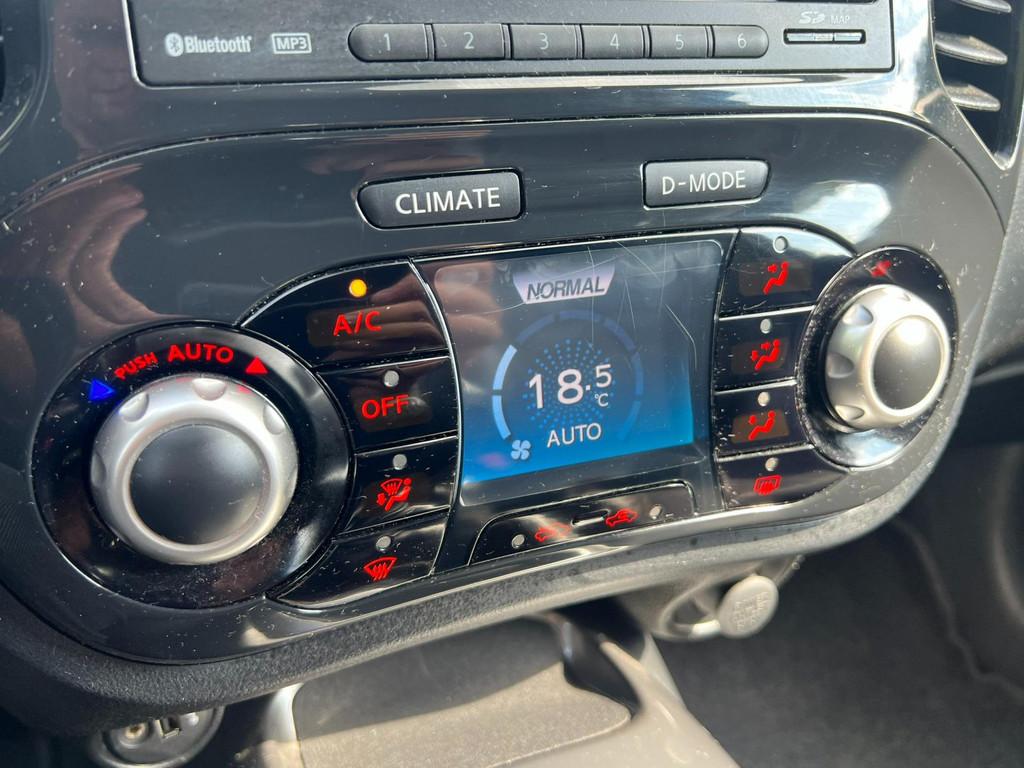 Bluetooth MP3 1 2 3 4 5 6 SD MAP
CLIMATE D-MODE
NORMAL
A/C
PUSH AUTO
OFF
18.5 °C
AUTO